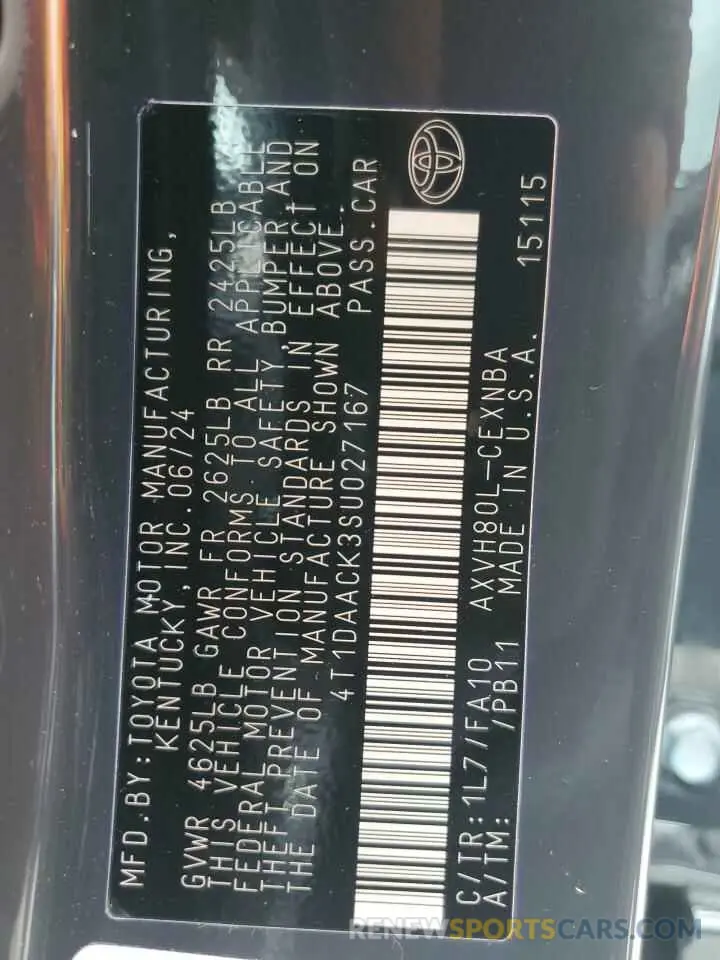 MFD.BY:TOYOTA MOTOR MANUFACTURING,
KENTUCKY,INC.06/24
GVWR 4625LB GAWR FR 2625LB RR 2425LB
THIS VEHICLE CONFORMS TO ALL APPLICABLE
FEDERAL MOTOR VEHICLE SAFETY,BUMPER,AND
THEFT PREVENTION STANDARDS IN EFFECT ON
THE DATE OF MANUFACTURE SHOWN ABOVE.
4T1DAACK3SU027167 PASS.CAR
C/TR:1L7/FA10 AXVH80L-CEXNBA
A/TM: /PB11 MADE IN U.S.A. 15115
RENEWSPORTSCARS.COM